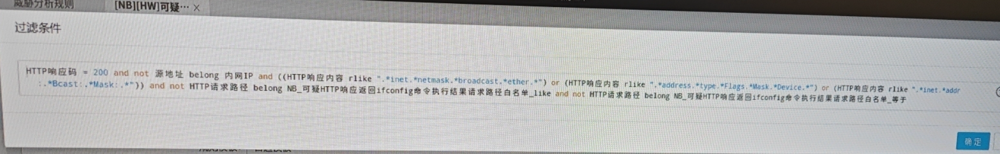 威胁分析规则
[NB][HW]可疑… ×
过滤条件
HTTP响应码 = 200 and not 源地址 belong 内网IP and ((HTTP响应内容 rlike ".*inet.*netmask.*broadcast.*ether.*") or (HTTP响应内容 rlike ".*address.*type.*Flags.*Mask.*Device.*") or (HTTP响应内容 rlike ".*inet.*addr
:.*Bcast:.*Mask:.*")) and not HTTP请求路径 belong NB_可疑HTTP响应返回ifconfig命令执行结果请求路径白名单_like and not HTTP请求路径 belong NB_可疑HTTP响应返回ifconfig命令执行结果请求路径白名单_等于
确定